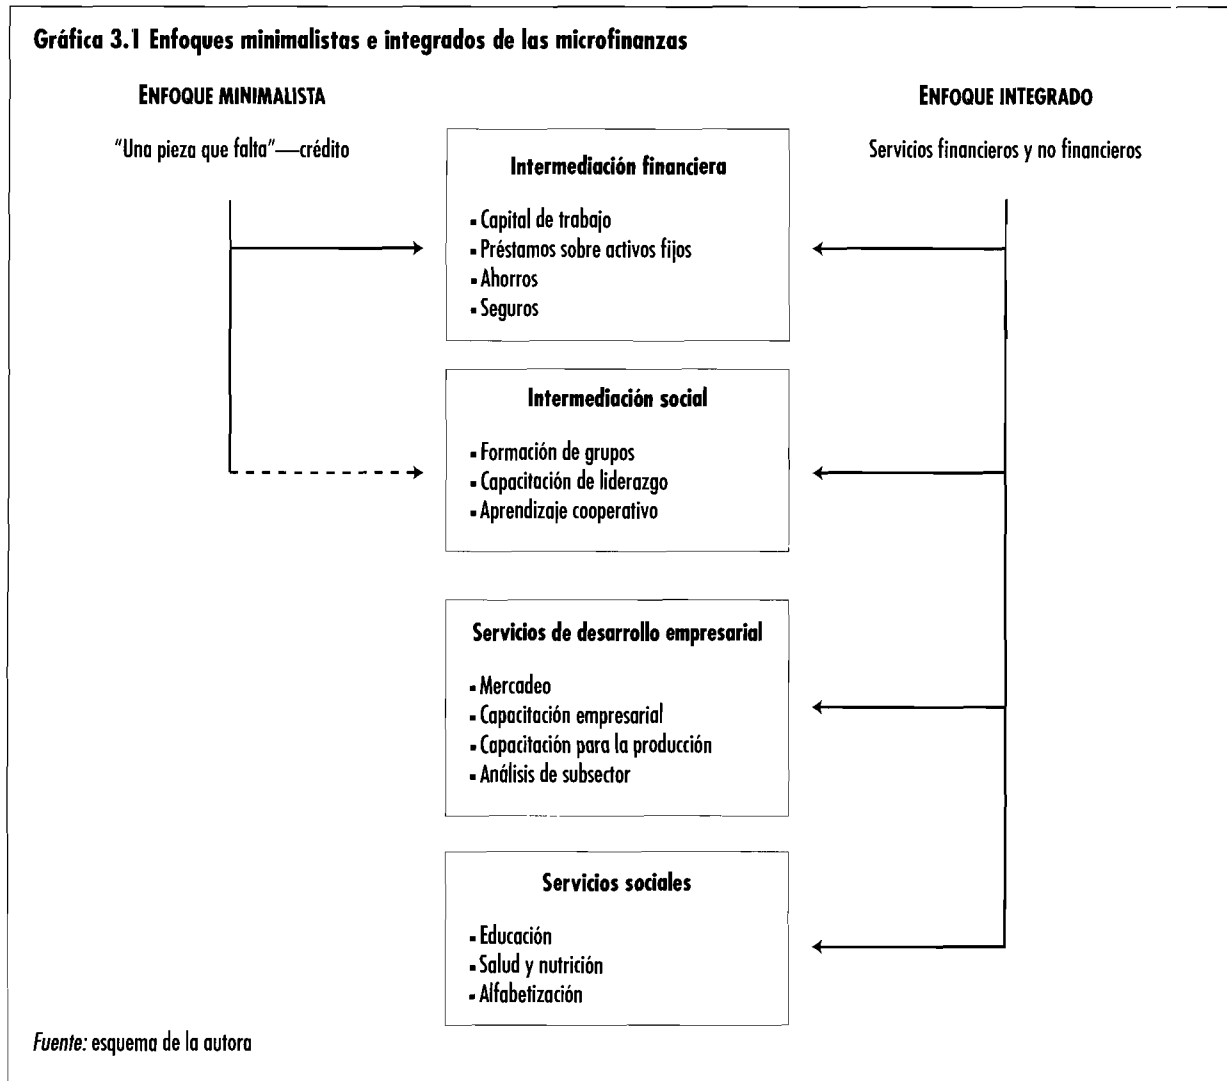 Gráfica 3.1 Enfoques minimalistas e integrados de las microfinanzas
ENFOQUE MINIMALISTA
"Una pieza que falta"—crédito
ENFOQUE INTEGRADO
Servicios financieros y no financieros
Intermediación financiera
▪ Capital de trabajo
▪ Préstamos sobre activos fijos
▪ Ahorros
▪ Seguros
Intermediación social
▪ Formación de grupos
▪ Capacitación de liderazgo
▪ Aprendizaje cooperativo
Servicios de desarrollo empresarial
▪ Mercadeo
▪ Capacitación empresarial
▪ Capacitación para la producción
▪ Análisis de subsector
Servicios sociales
▪ Educación
▪ Salud y nutrición
▪ Alfabetización
Fuente: esquema de la autora